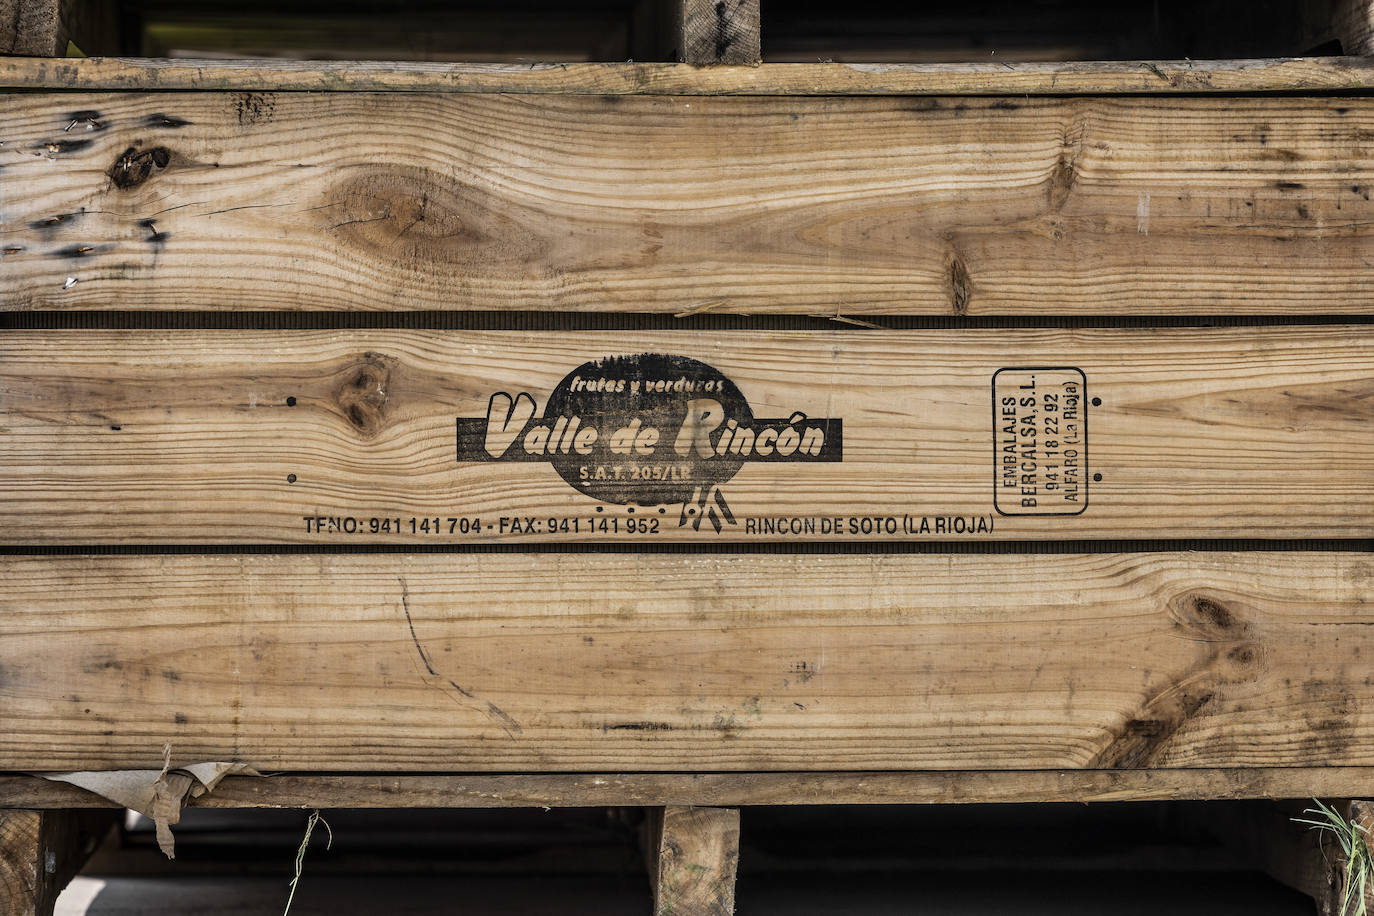 frutas y verduras
Valle de Rincón
S.A.T. 205/LR
TFNO: 941 141 704 - FAX: 941 141 952 RINCON DE SOTO (LA RIOJA)
EMBALAJES
BERCALSA, S.L.
941 18 22 92
ALFARO (La Rioja)